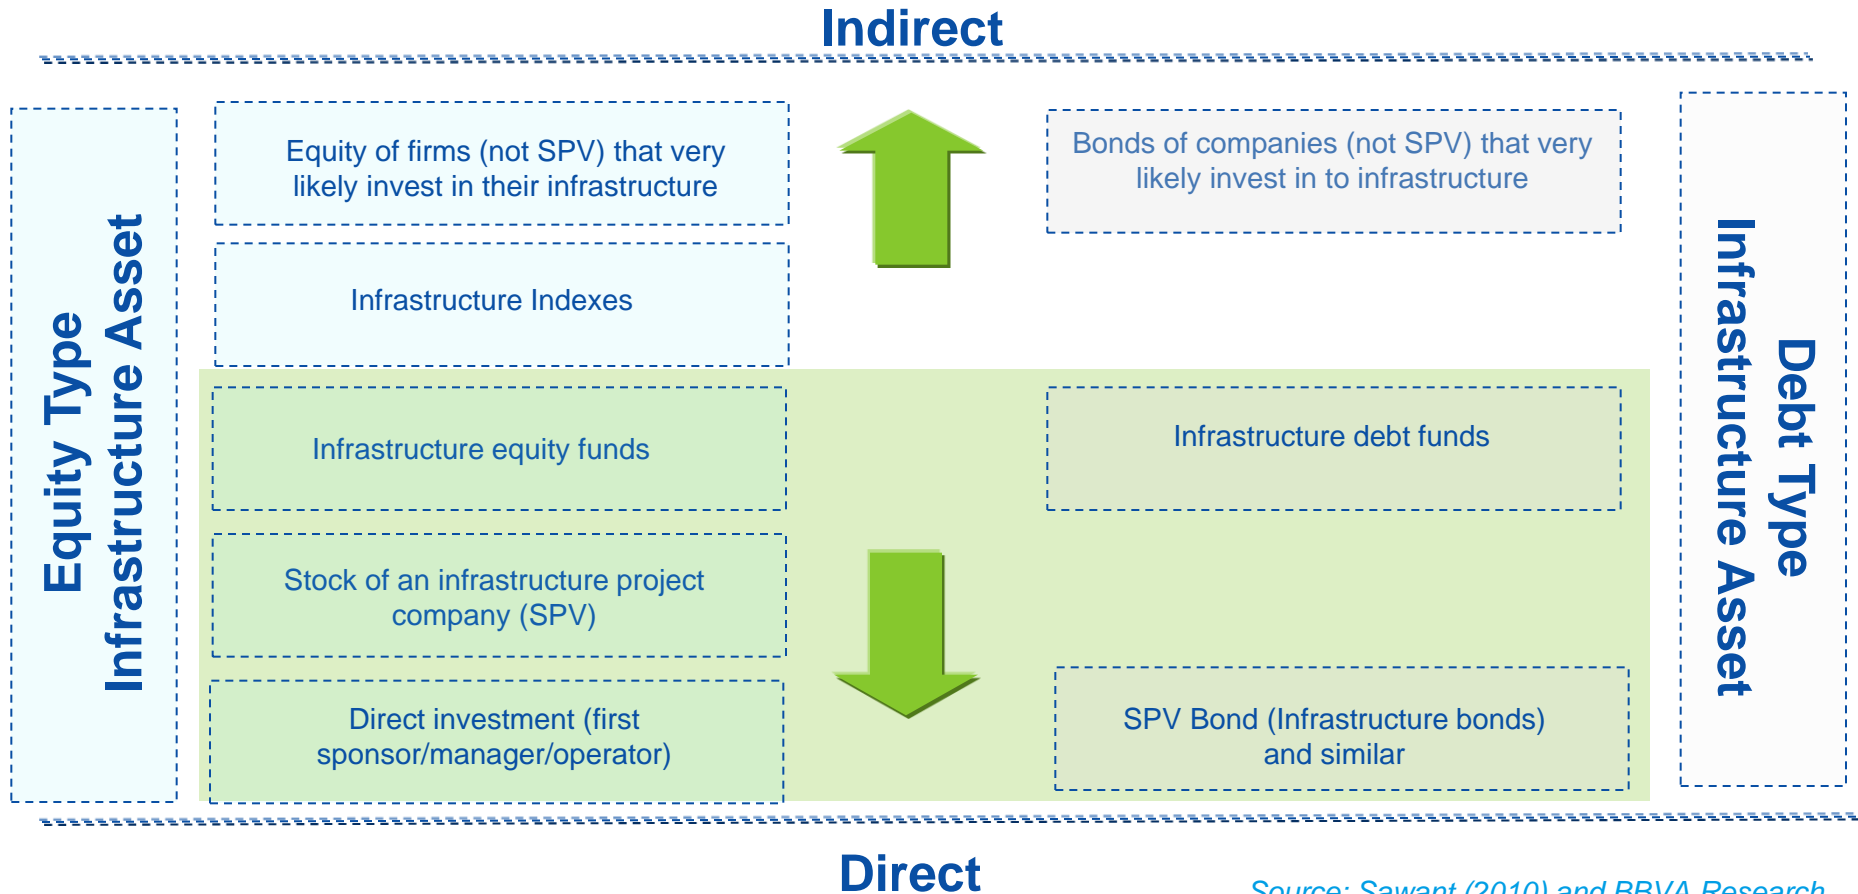 Indirect
Equity Type
Infrastructure Asset
Equity of firms (not SPV) that very
likely invest in their infrastructure
Infrastructure Indexes
Infrastructure equity funds
Stock of an infrastructure project
company (SPV)
Direct investment (first
sponsor/manager/operator)
Bonds of companies (not SPV) that very
likely invest in to infrastructure
Infrastructure debt funds
SPV Bond (Infrastructure bonds)
and similar
Debt Type
Infrastructure Asset
Direct
Source: Sawant (2010) and BBVA Research